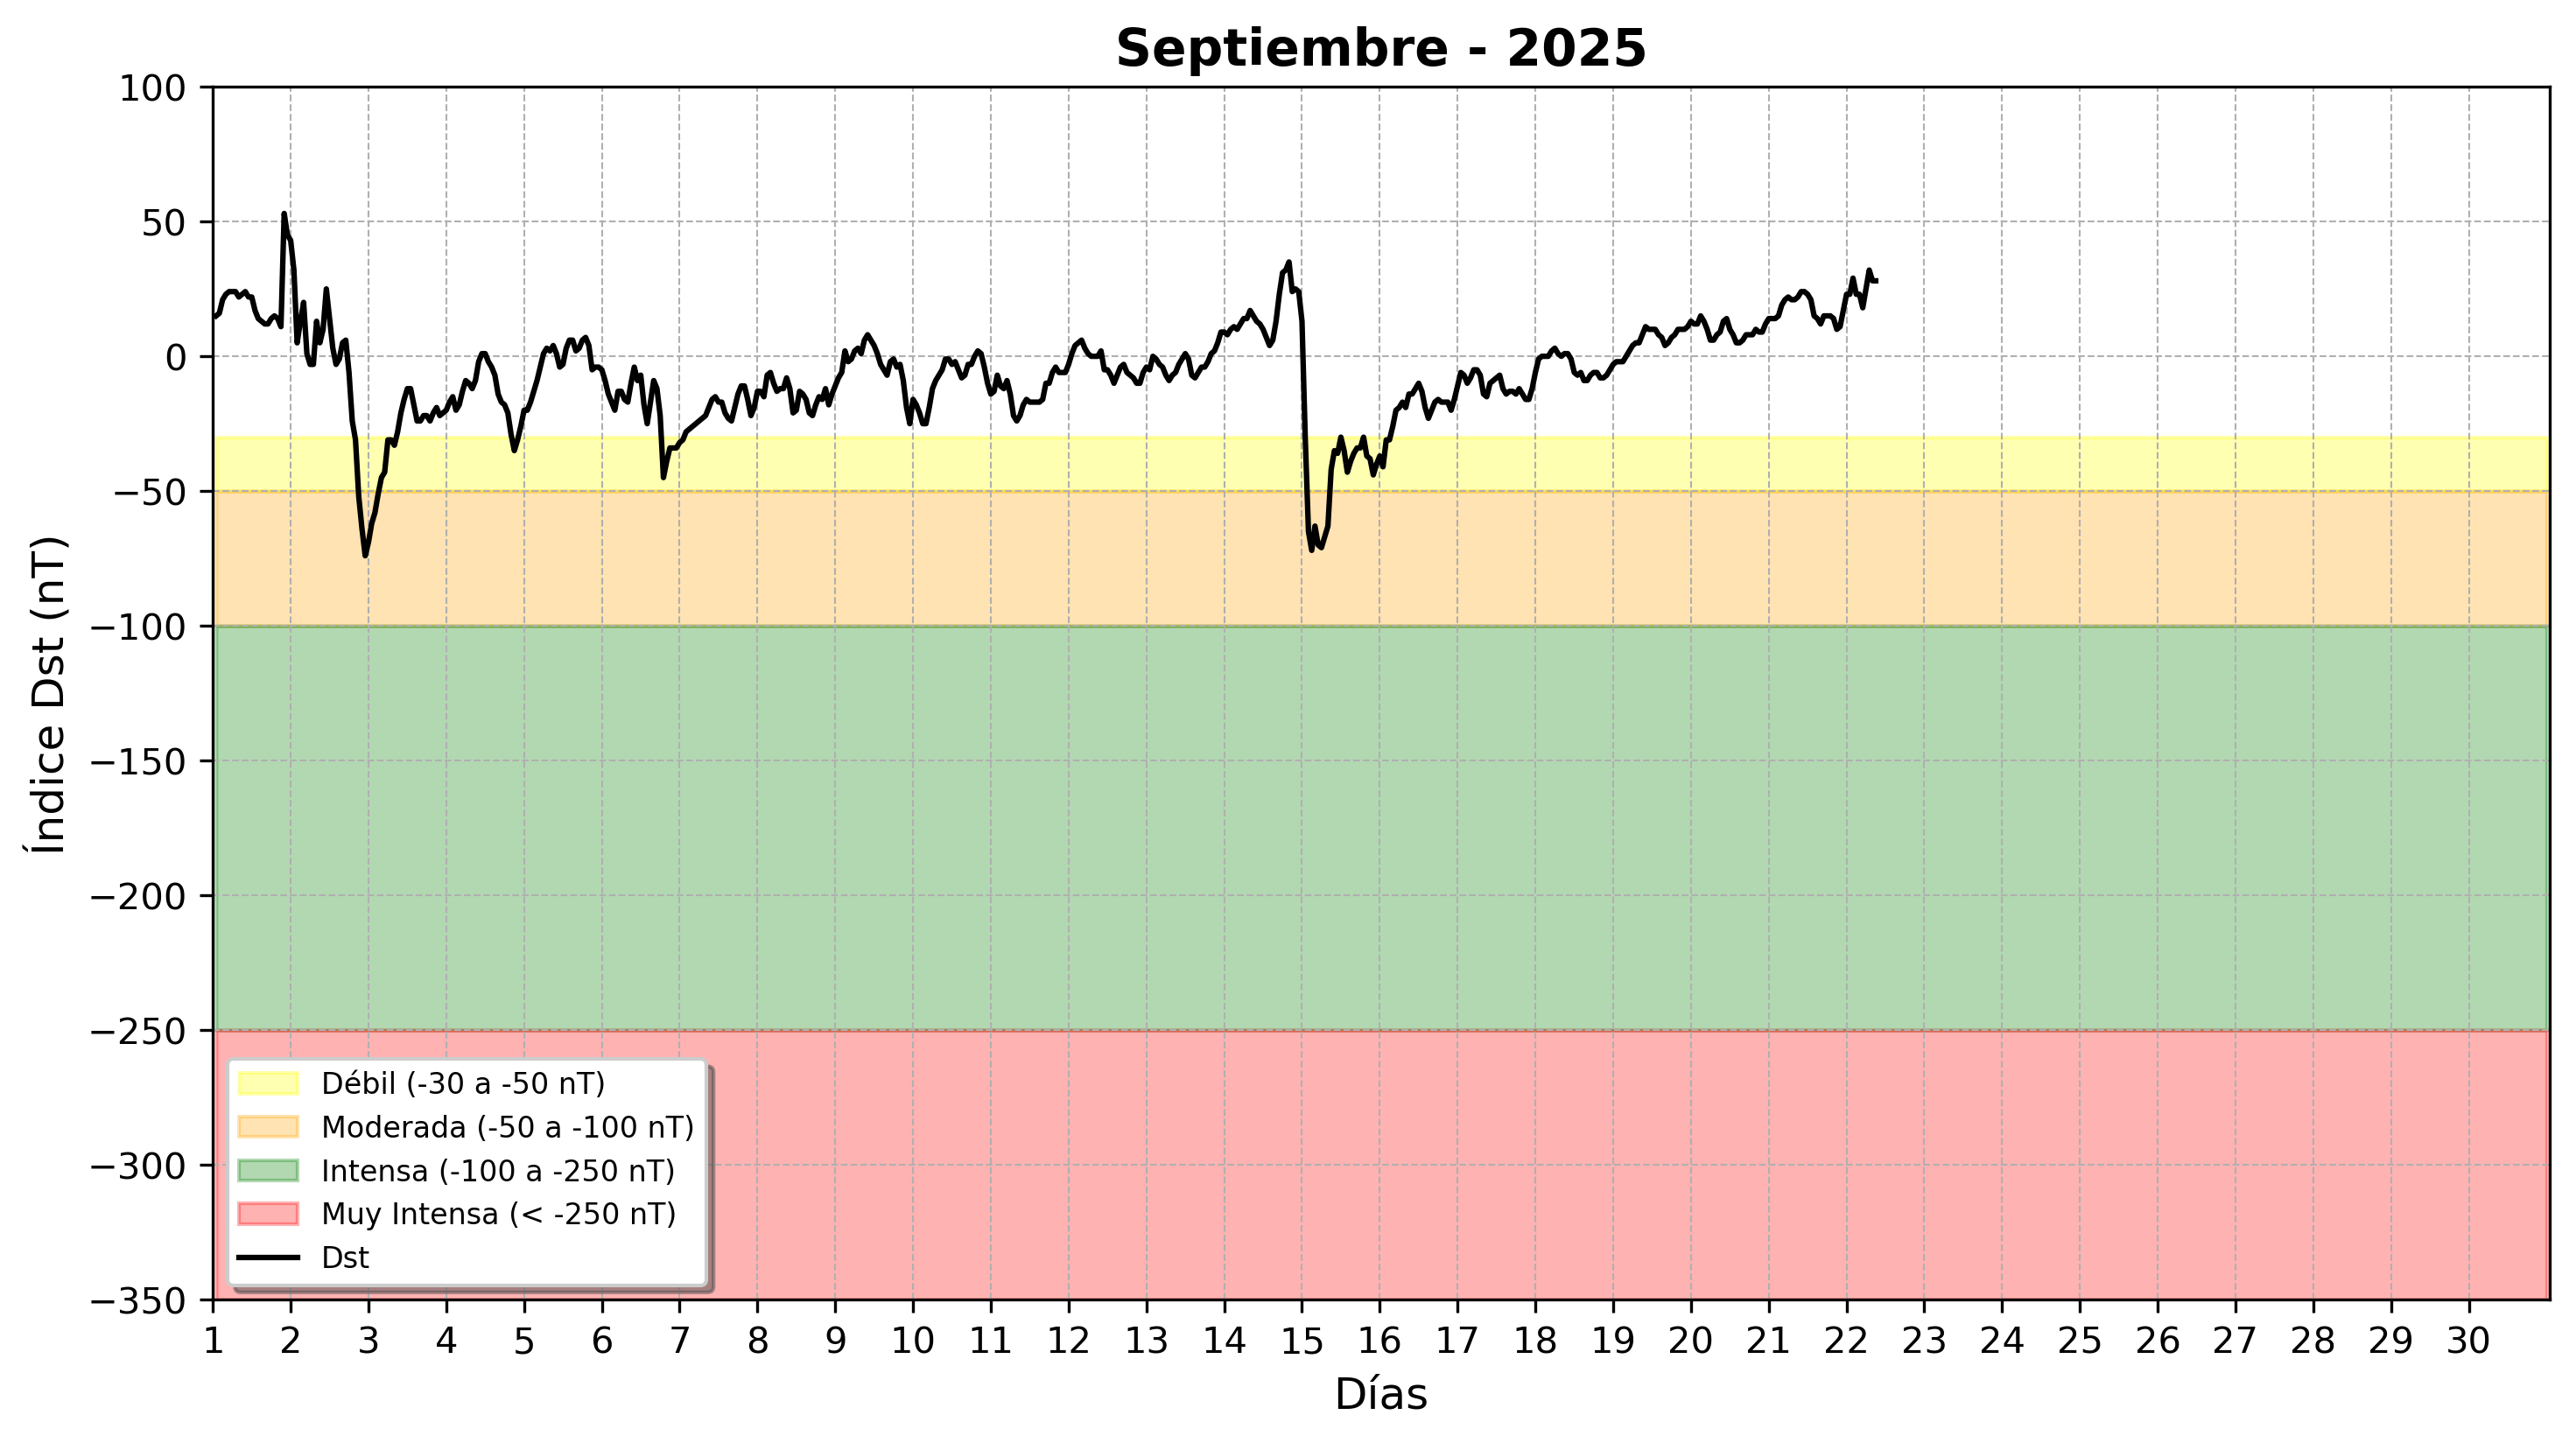 Septiembre - 2025
100
50
0
−50
−100
−150
−200
−250
−300
−350
Índice Dst (nT)
Débil (-30 a -50 nT)
Moderada (-50 a -100 nT)
Intensa (-100 a -250 nT)
Muy Intensa (< -250 nT)
Dst
1 2 3 4 5 6 7 8 9 10 11 12 13 14 15 16 17 18 19 20 21 22 23 24 25 26 27 28 29 30
Días